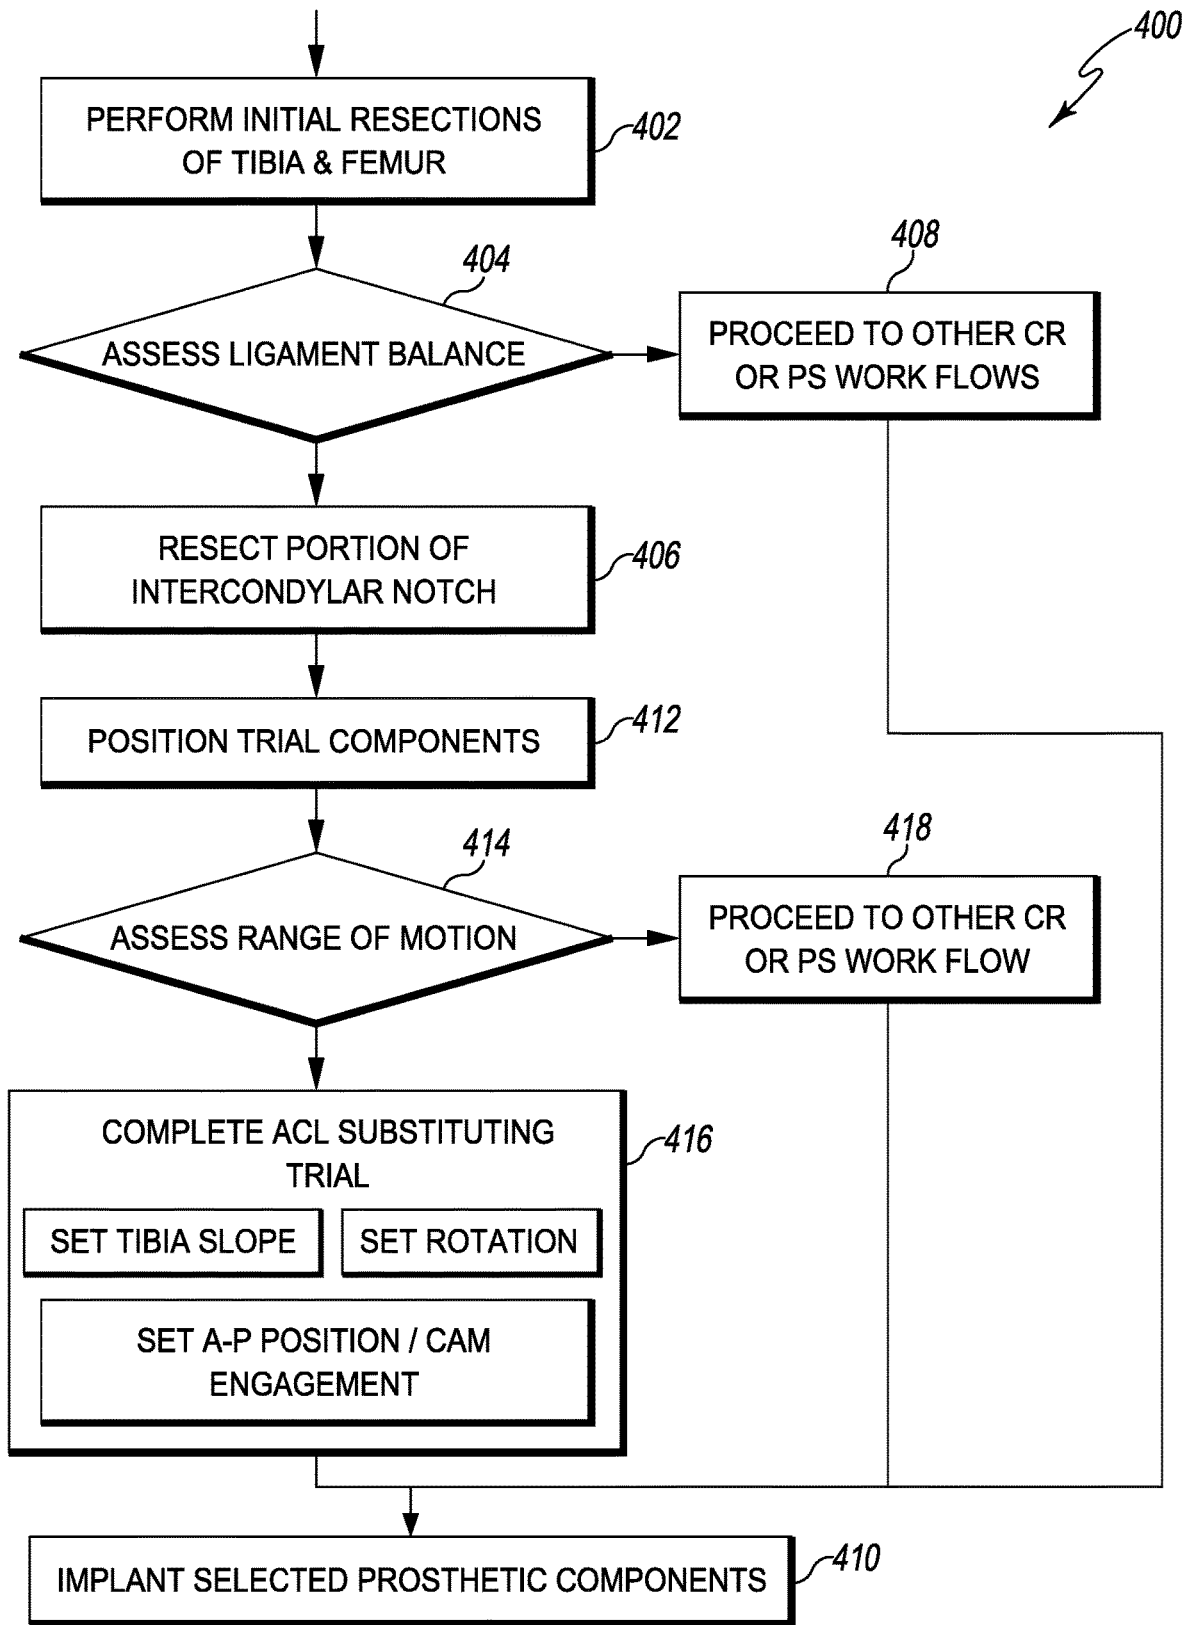 400
PERFORM INITIAL RESECTIONS
OF TIBIA & FEMUR
402
404
ASSESS LIGAMENT BALANCE
408
PROCEED TO OTHER CR
OR PS WORK FLOWS
RESECT PORTION OF
INTERCONDYLAR NOTCH
406
POSITION TRIAL COMPONENTS
412
414
ASSESS RANGE OF MOTION
418
PROCEED TO OTHER CR
OR PS WORK FLOW
COMPLETE ACL SUBSTITUTING
TRIAL
416
SET TIBIA SLOPE
SET ROTATION
SET A-P POSITION / CAM
ENGAGEMENT
IMPLANT SELECTED PROSTHETIC COMPONENTS
410